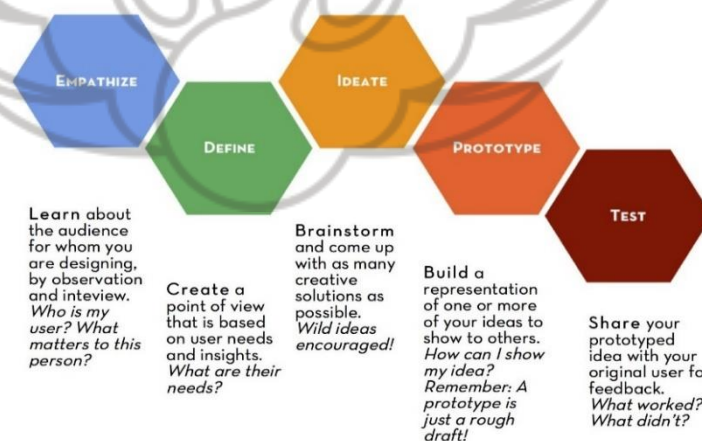 EMPATHIZE
DEFINE
IDEATE
PROTOTYPE
TEST
Learn about
the audience
for whom you
are designing,
by observation
and inteview.
Who is my
user? What
matters to this
person?
Create a
point of view
that is based
on user needs
and insights.
What are their
needs?
Brainstorm
and come up
with as many
creative
solutions as
possible.
Wild ideas
encouraged!
Build a
representation
of one or more
of your ideas to
show to others.
How can I show
my idea?
Remember: A
prototype is
just a rough
draft!
Share your
prototyped
idea with your
original user fo
feedback.
What worked?
What didn't?